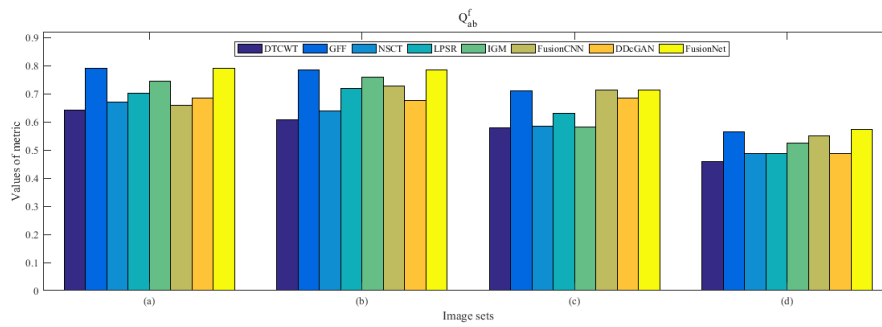 Q_ab^f
DTCWT GFF NSCT LPSR IGM FusionCNN DDcGAN FusionNet
0.9
0.8
0.7
0.6
0.5
0.4
0.3
0.2
0.1
0
Values of metric
(a) (b) (c) (d)
Image sets